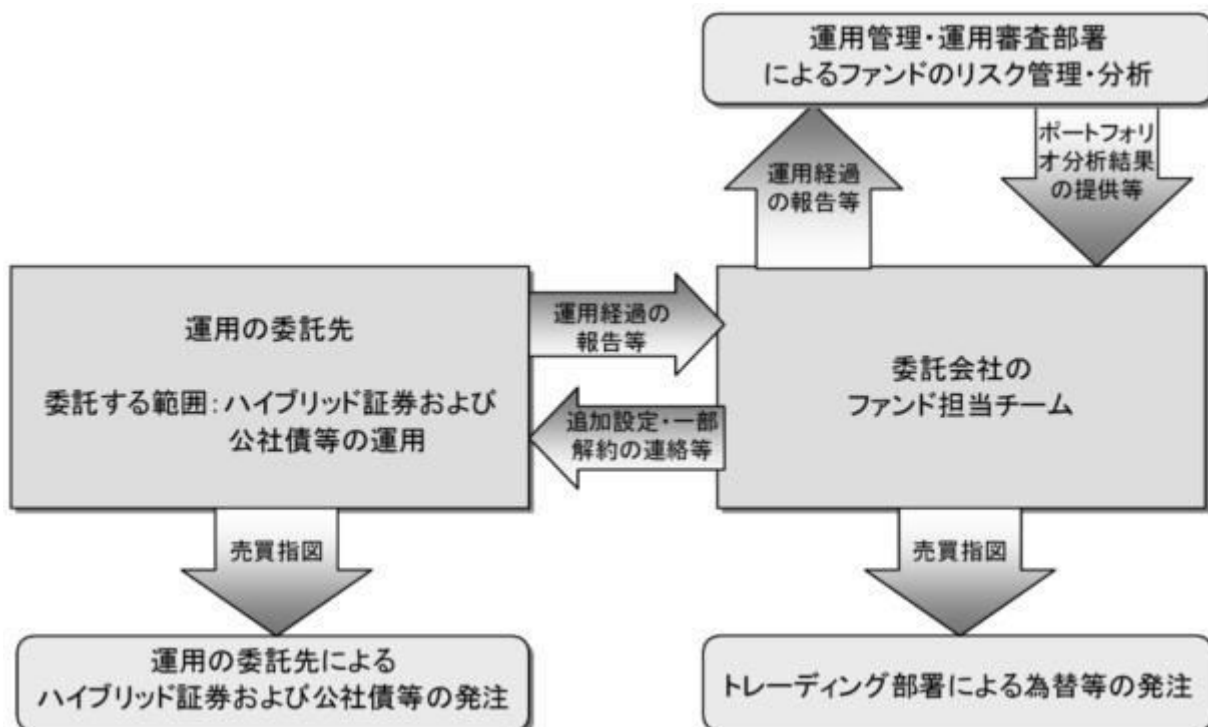 運用管理・運用審査部署
によるファンドのリスク管理・分析
運用経過
の報告等
ポートフォリ
オ分析結果
の提供等
運用の委託先
委託する範囲：ハイブリッド証券および
公社債等の運用
運用経過の
報告等
追加設定・一部
解約の連絡等
委託会社の
ファンド担当チーム
売買指図
売買指図
運用の委託先による
ハイブリッド証券および公社債等の発注
トレーディング部署による為替等の発注